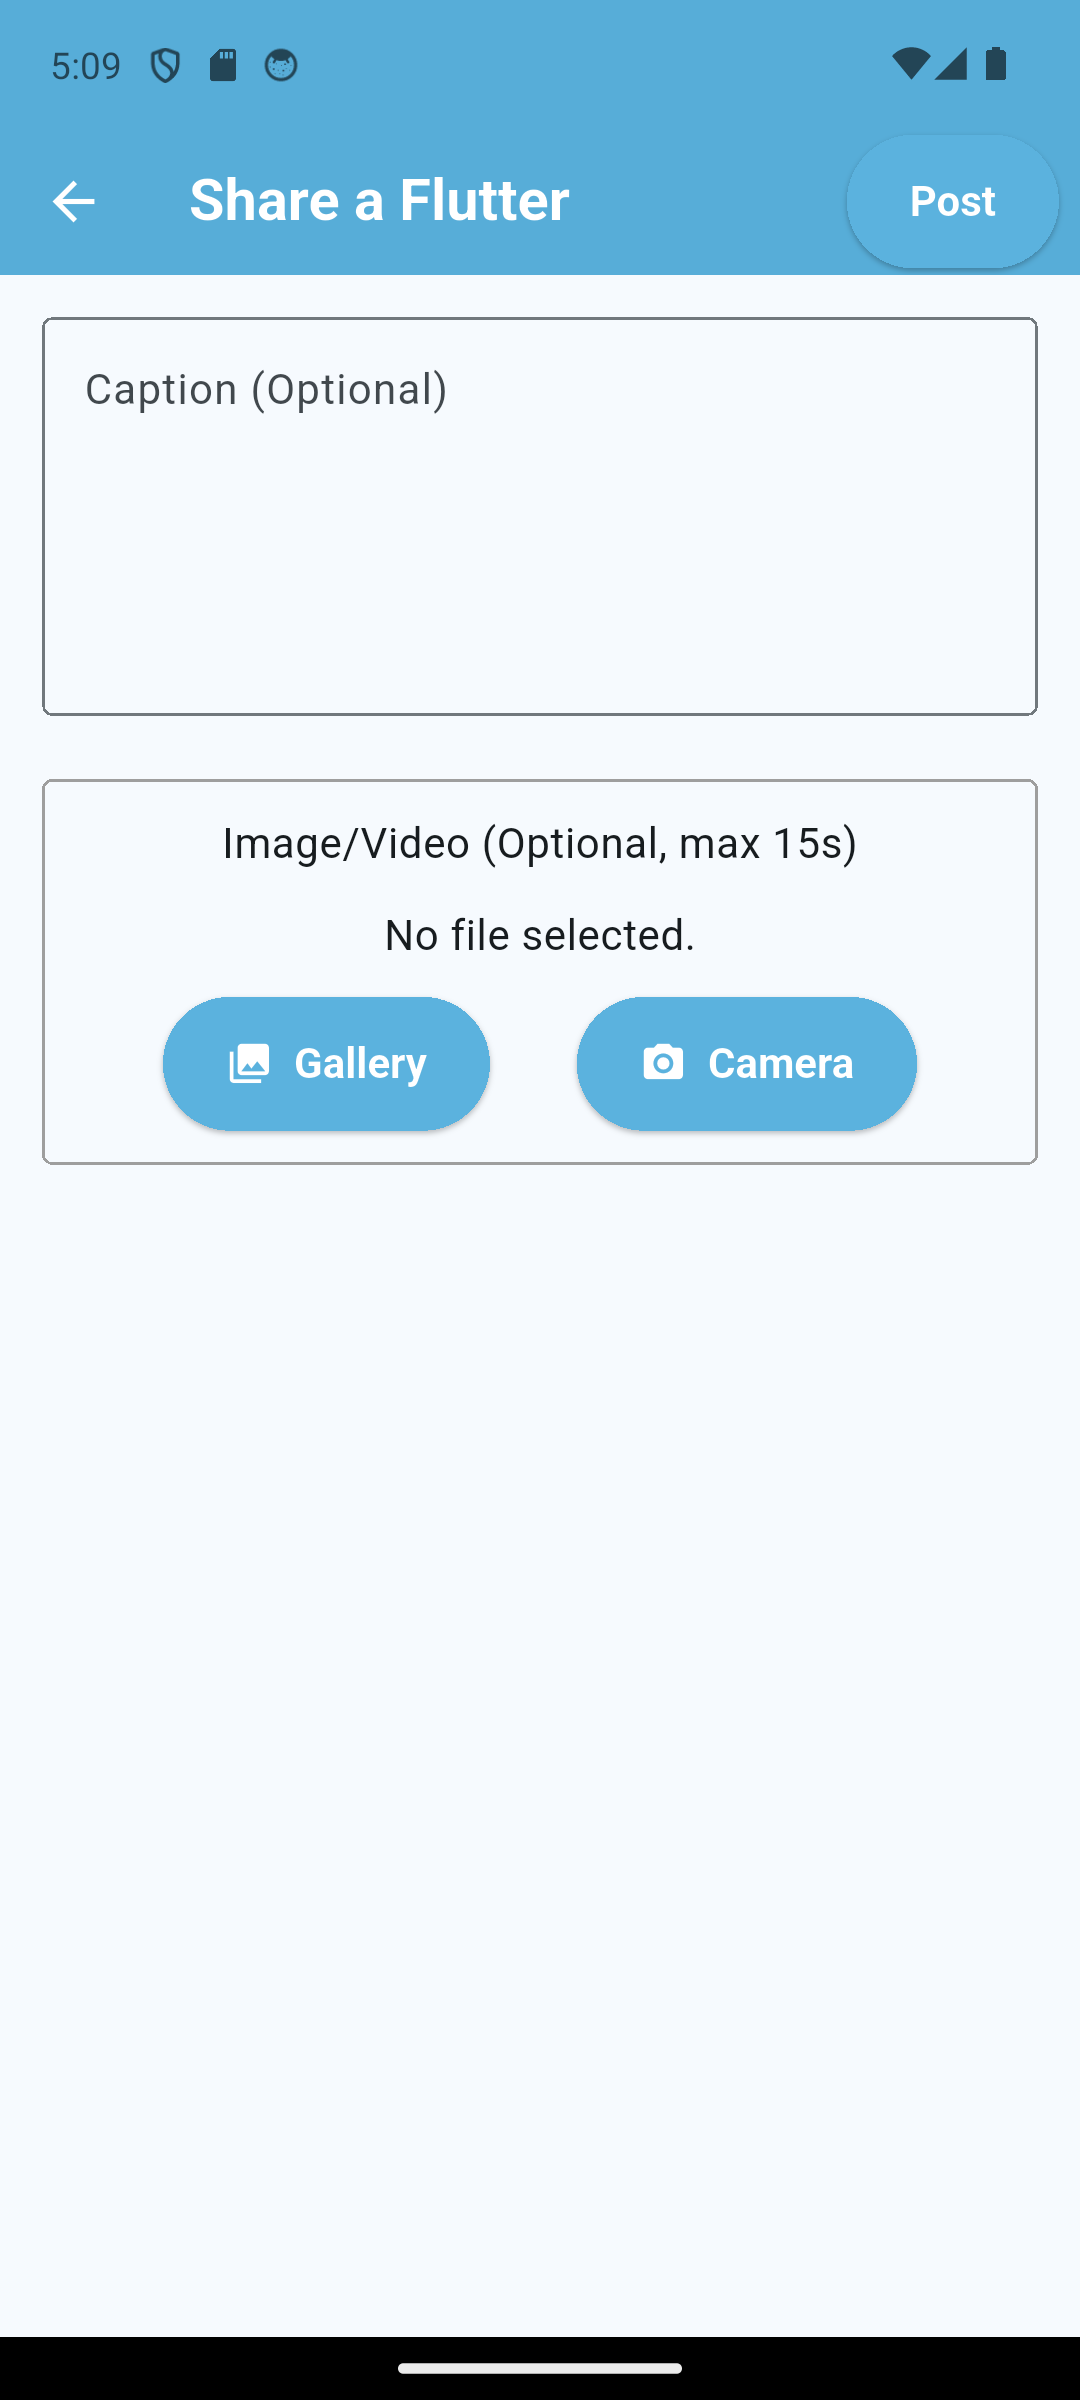 5:09
Share a Flutter
Post
Caption (Optional)
Image/Video (Optional, max 15s)
No file selected.
Gallery
Camera